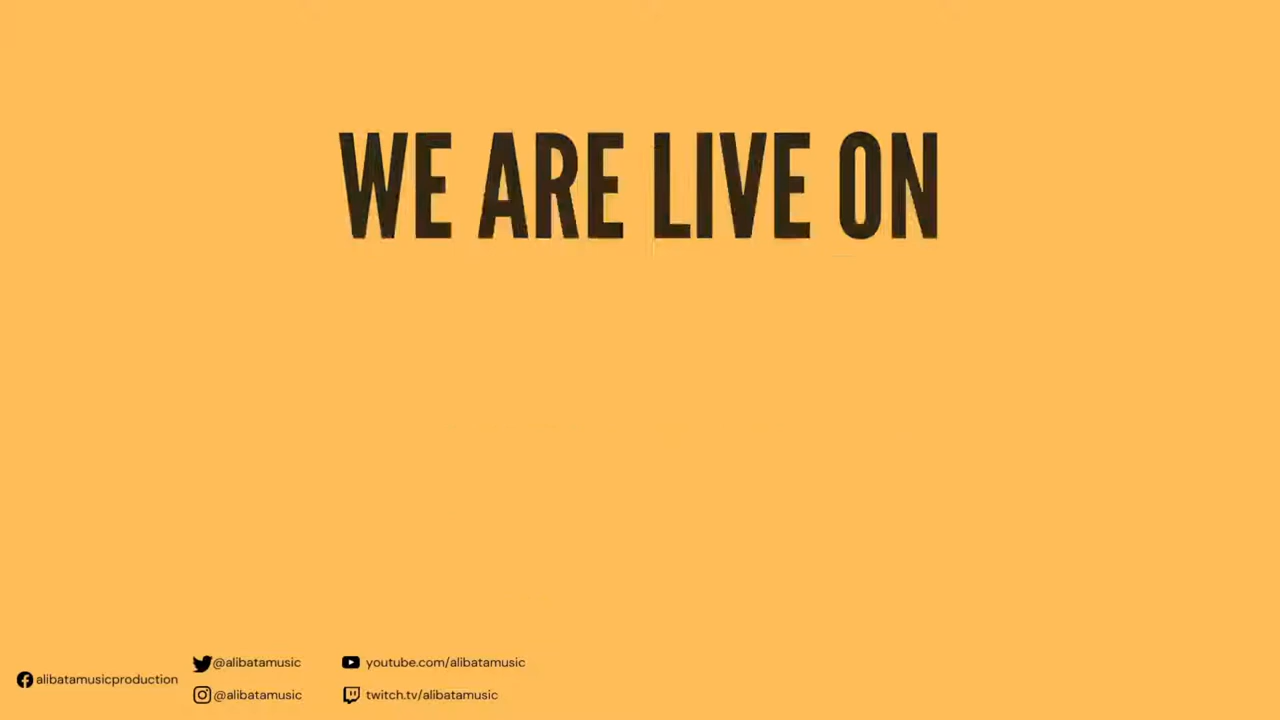 WE ARE LIVE ON
alibatamusicproduction
@alibatamusic
@alibatamusic
youtube.com/alibatamusic
twitch.tv/alibatamusic